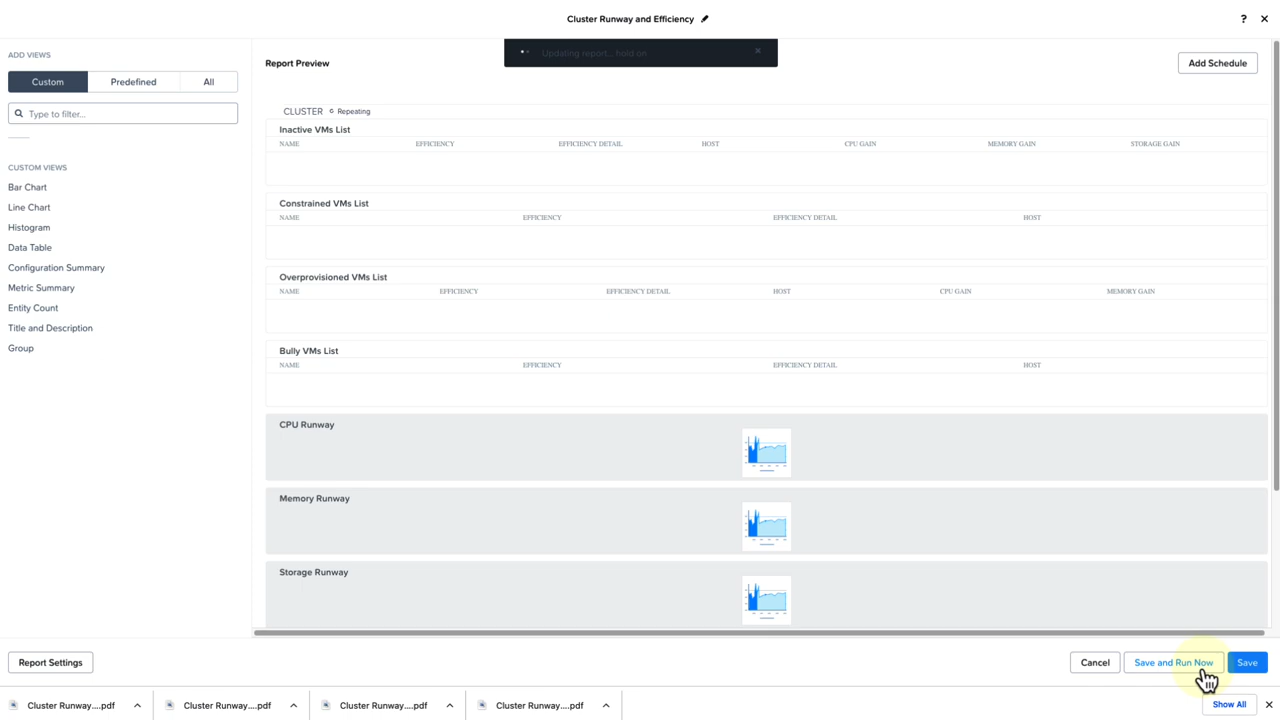 Cluster Runway and Efficiency
?
ADD VIEWS
Custom Predefined All
Type to filter...
CUSTOM VIEWS
Bar Chart
Line Chart
Histogram
Data Table
Configuration Summary
Metric Summary
Entity Count
Title and Description
Group
Updating report... hold on
Report Preview
Add Schedule
CLUSTER Repeating
Inactive VMs List
NAME EFFICIENCY EFFICIENCY DETAIL HOST CPU GAIN MEMORY GAIN STORAGE GAIN
Constrained VMs List
NAME EFFICIENCY EFFICIENCY DETAIL HOST
Overprovisioned VMs List
NAME EFFICIENCY EFFICIENCY DETAIL HOST CPU GAIN MEMORY GAIN
Bully VMs List
NAME EFFICIENCY EFFICIENCY DETAIL HOST
CPU Runway
Memory Runway
Storage Runway
Report Settings
Cancel Save and Run Now Save
Cluster Runway....pdf Cluster Runway....pdf Cluster Runway....pdf Cluster Runway....pdf Show All